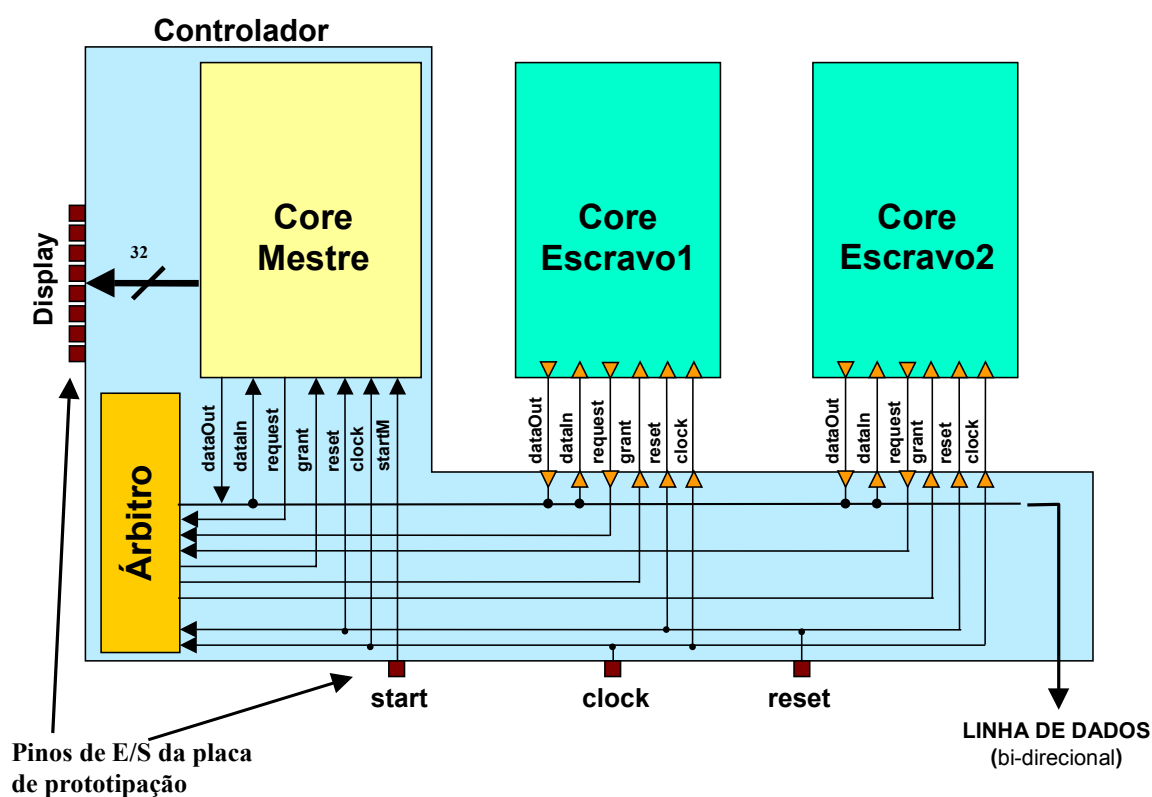 Controlador
Core
Mestre
Core
Escravo1
Core
Escravo2
32
Display
dataOut
dataIn
request
grant
reset
clock
startM
dataOut
dataIn
request
grant
reset
clock
dataOut
dataIn
request
grant
reset
clock
Árbitro
start
clock
reset
LINHA DE DADOS
(bi-direcional)
Pinos de E/S da placa
de prototipação